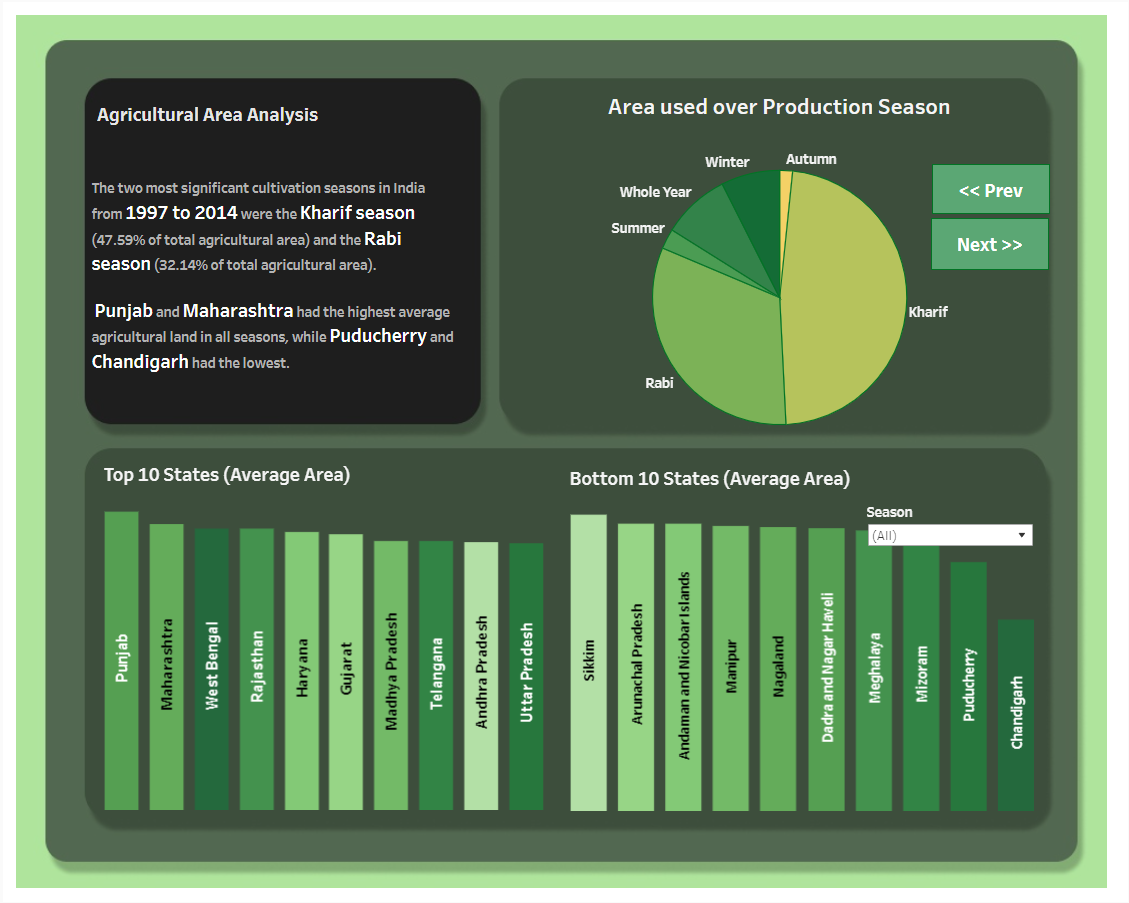 Agricultural Area Analysis
The two most significant cultivation seasons in India
from 1997 to 2014 were the Kharif season
(47.59% of total agricultural area) and the Rabi
season (32.14% of total agricultural area).
Punjab and Maharashtra had the highest average
agricultural land in all seasons, while Puducherry and
Chandigarh had the lowest.
Area used over Production Season
Winter
Autumn
Whole Year
Summer
Kharif
Rabi
<< Prev
Next >>
Top 10 States (Average Area)
Punjab
Maharashtra
West Bengal
Rajasthan
Haryana
Gujarat
Madhya Pradesh
Telangana
Andhra Pradesh
Uttar Pradesh
Bottom 10 States (Average Area)
Season
(All)
Sikkim
Arunachal Pradesh
Andaman and Nicobar Islands
Manipur
Nagaland
Dadra and Nagar Haveli
Meghalaya
Mizoram
Puducherry
Chandigarh